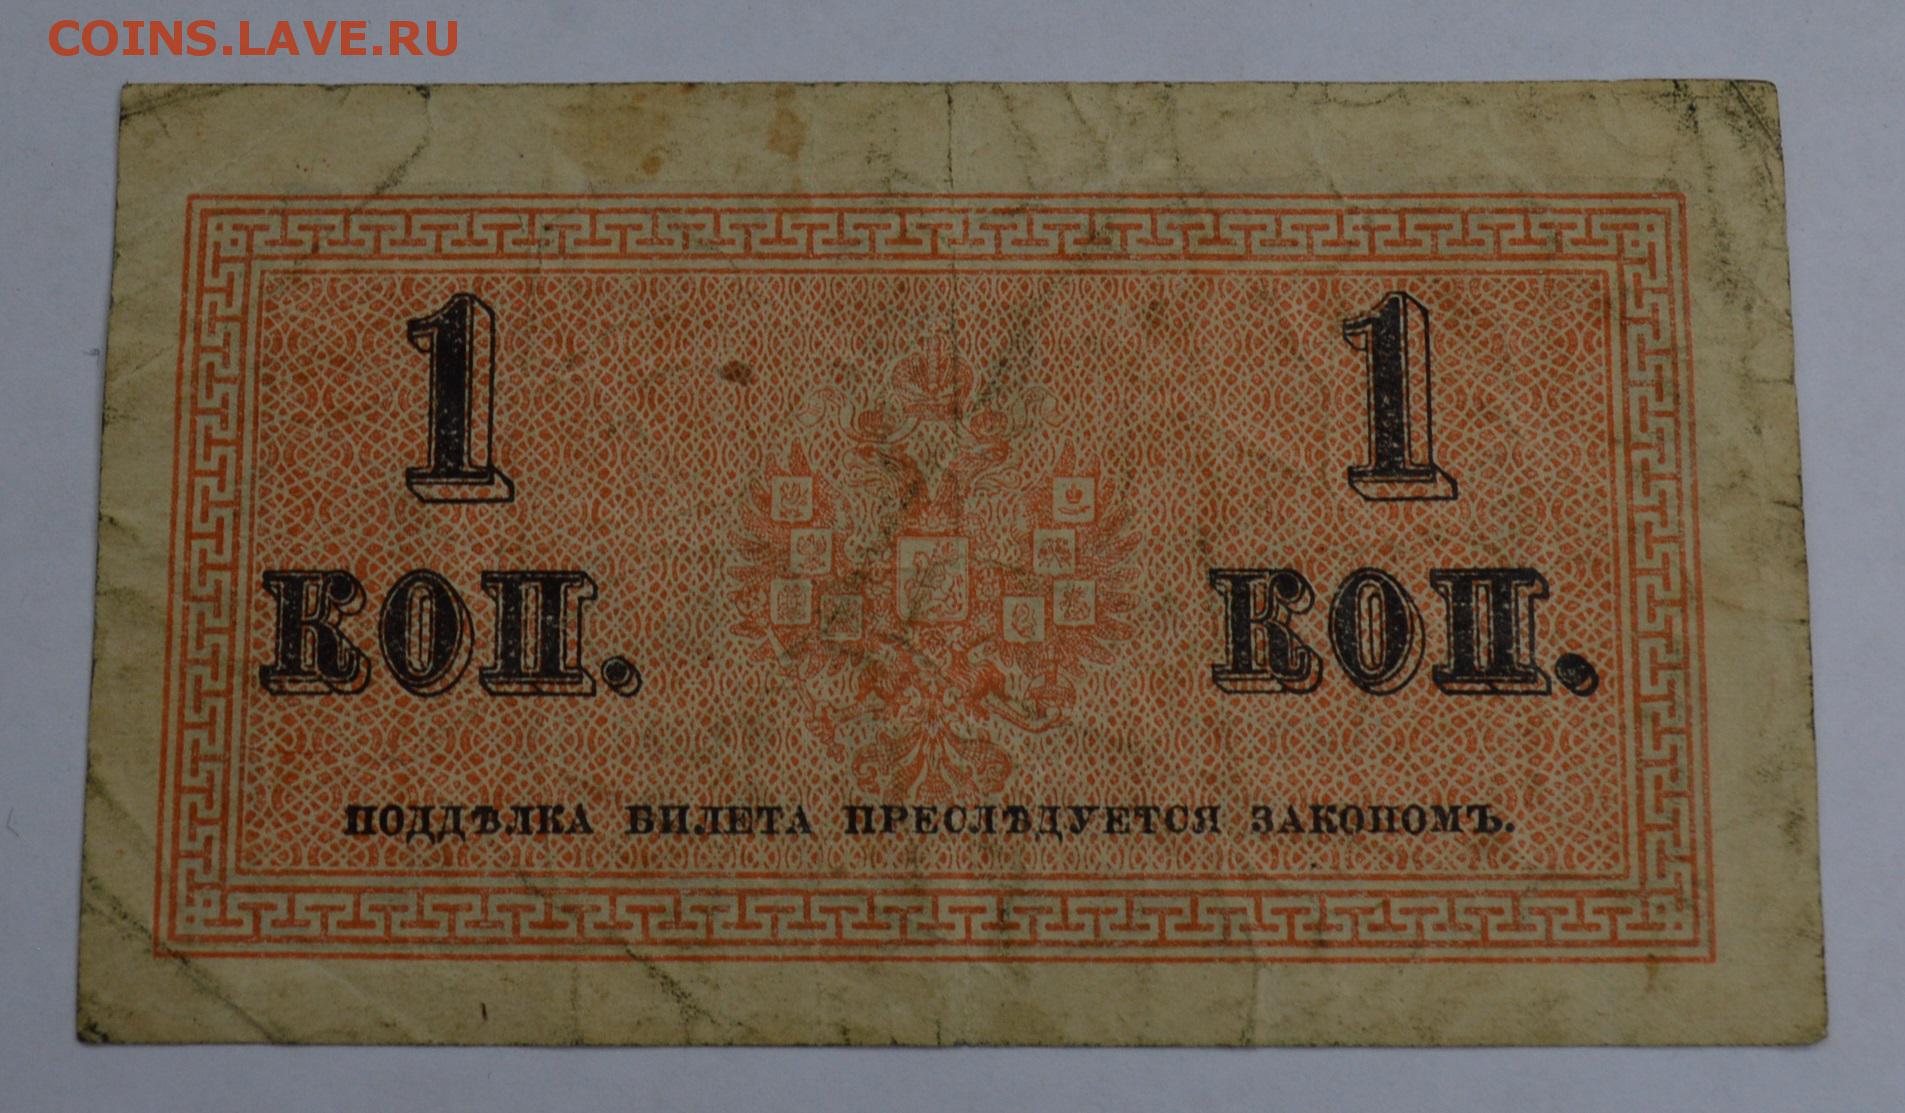 COINS.LAVE.RU
1 1
КОП. КОП.
ПОДДѢЛКА БИЛЕТА ПРЕСЛѢДУЕТСЯ ЗАКОНОМЪ.